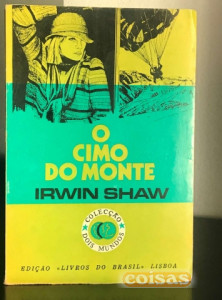 O
CIMO
DO MONTE
IRWIN SHAW
COLECÇÃO
DOIS MUNDOS
EDIÇÃO «LIVROS DO BRASIL» LISBOA
coisas